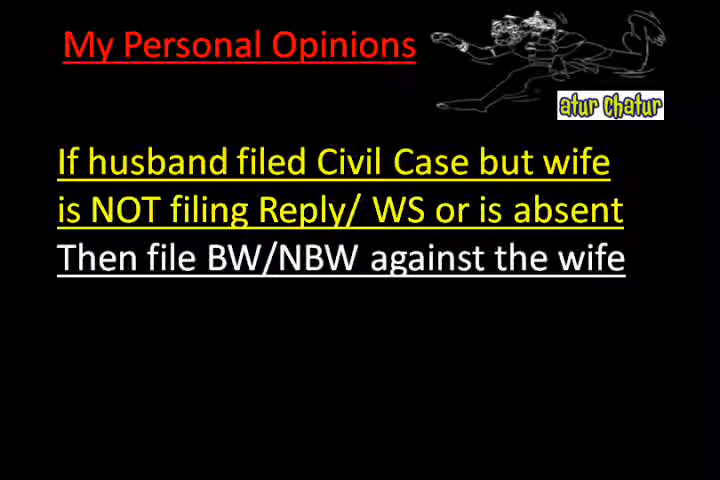 My Personal Opinions
atur chatur
If husband filed Civil Case but wife
is NOT filing Reply/ WS or is absent
Then file BW/NBW against the wife